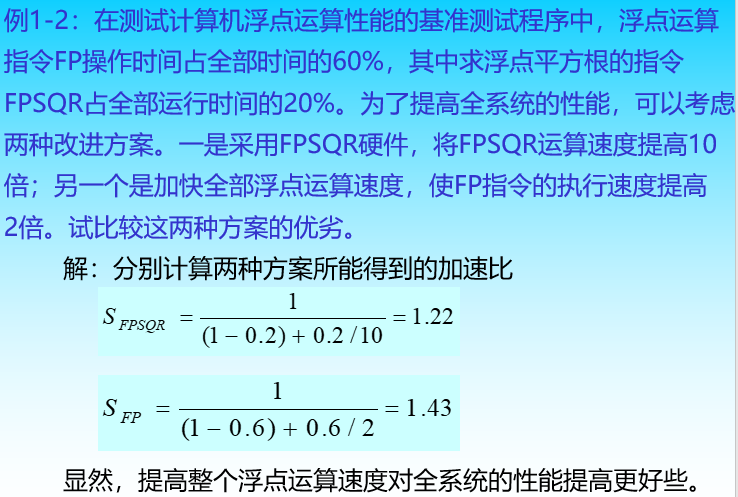 例1-2：在测试计算机浮点运算性能的基准测试程序中，浮点运算
指令FP操作时间占全部时间的60%，其中求浮点平方根的指令
FPSQR占全部运行时间的20%。为了提高全系统的性能，可以考虑
两种改进方案。一是采用FPSQR硬件，将FPSQR运算速度提高10
倍；另一个是加快全部浮点运算速度，使FP指令的执行速度提高
2倍。试比较这两种方案的优劣。
解：分别计算两种方案所能得到的加速比
S_{FPSQR} = \frac{1}{(1-0.2)+0.2/10} = 1.22
S_{FP} = \frac{1}{(1-0.6)+0.6/2} = 1.43
显然，提高整个浮点运算速度对全系统的性能提高更好些。